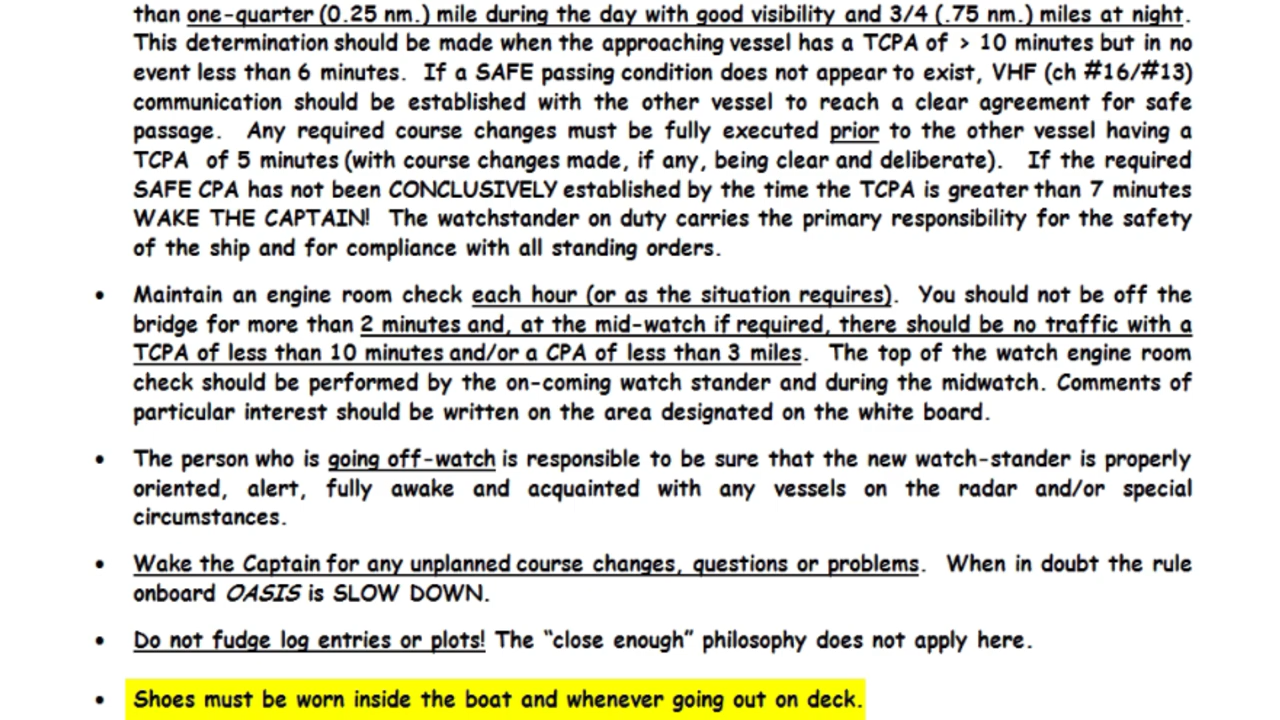 than one-quarter (0.25 nm.) mile during the day with good visibility and 3/4 (.75 nm.) miles at night.
This determination should be made when the approaching vessel has a TCPA of > 10 minutes but in no
event less than 6 minutes. If a SAFE passing condition does not appear to exist, VHF (ch #16/#13)
communication should be established with the other vessel to reach a clear agreement for safe
passage. Any required course changes must be fully executed prior to the other vessel having a
TCPA of 5 minutes (with course changes made, if any, being clear and deliberate). If the required
SAFE CPA has not been CONCLUSIVELY established by the time the TCPA is greater than 7 minutes
WAKE THE CAPTAIN! The watchstander on duty carries the primary responsibility for the safety
of the ship and for compliance with all standing orders.
• Maintain an engine room check each hour (or as the situation requires). You should not be off the
bridge for more than 2 minutes and, at the mid-watch if required, there should be no traffic with a
TCPA of less than 10 minutes and/or a CPA of less than 3 miles. The top of the watch engine room
check should be performed by the on-coming watch stander and during the midwatch. Comments of
particular interest should be written on the area designated on the white board.
• The person who is going off-watch is responsible to be sure that the new watch-stander is properly
oriented, alert, fully awake and acquainted with any vessels on the radar and/or special
circumstances.
• Wake the Captain for any unplanned course changes, questions or problems. When in doubt the rule
onboard OASIS is SLOW DOWN.
• Do not fudge log entries or plots! The “close enough” philosophy does not apply here.
• Shoes must be worn inside the boat and whenever going out on deck.